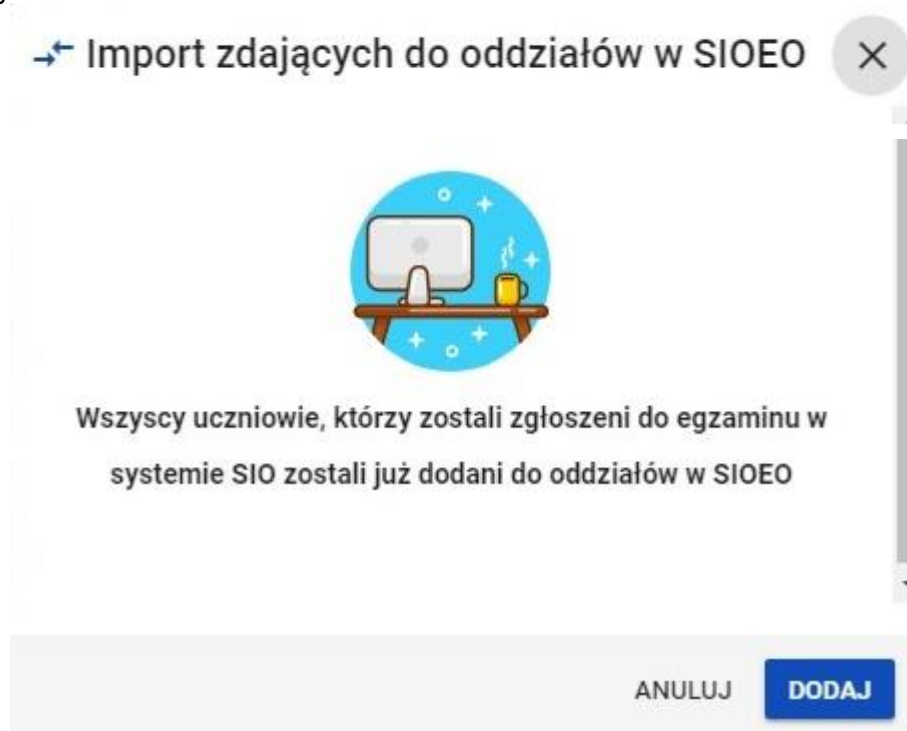 Import zdających do oddziałów w SIOEO
Wszyscy uczniowie, którzy zostali zgłoszeni do egzaminu w
systemie SIO zostali już dodani do oddziałów w SIOEO
ANULUJ DODAJ